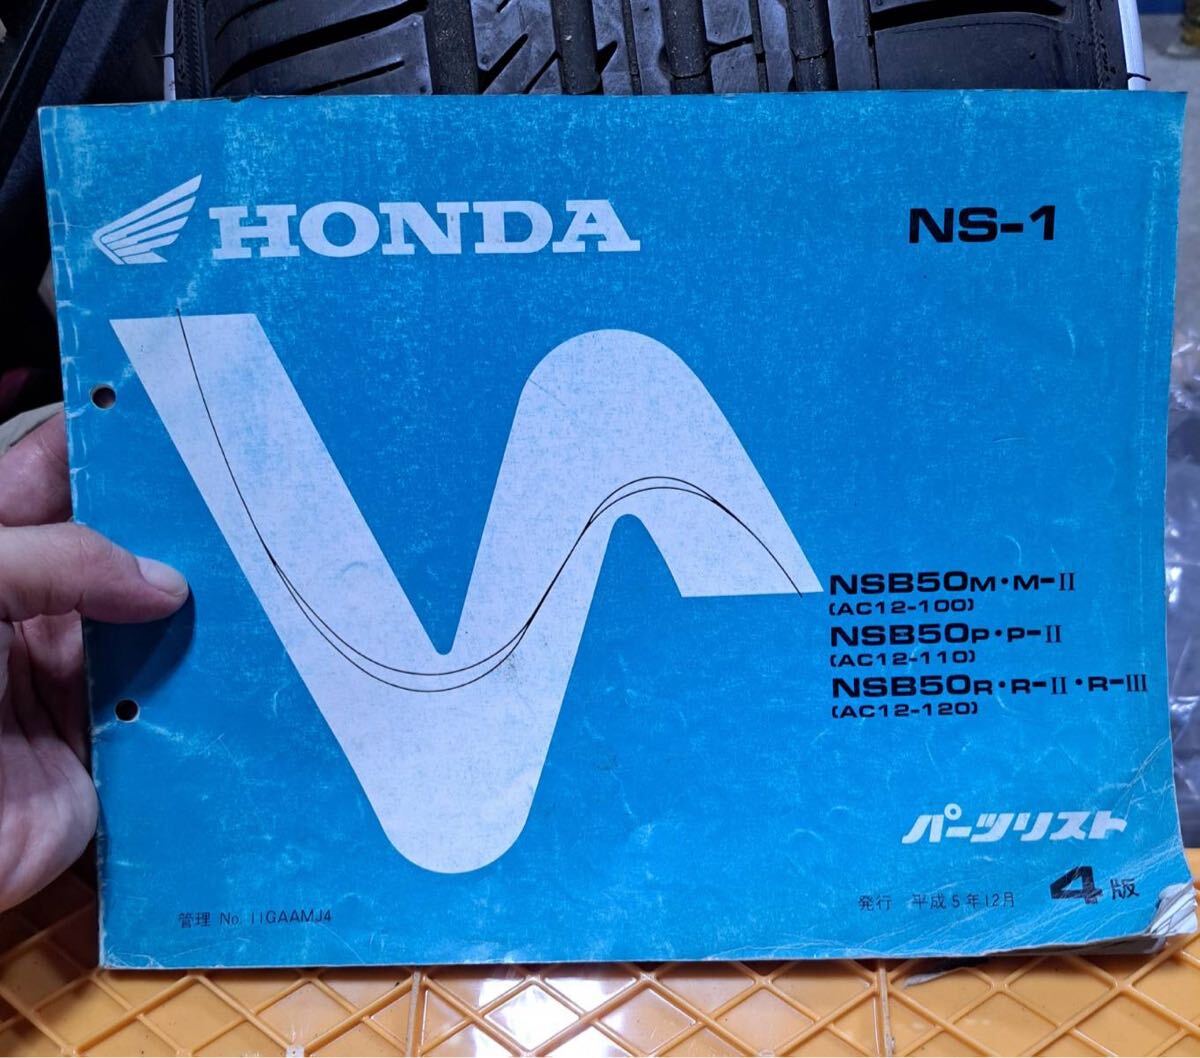 HONDA
NS-1
NSB50M・M-II
(AC12-100)
NSB50P・P-II
(AC12-110)
NSB50R・R-II・R-III
(AC12-120)
パーツリスト
発行 平成5年12月 4版
管理 No. 11GAAMJ4